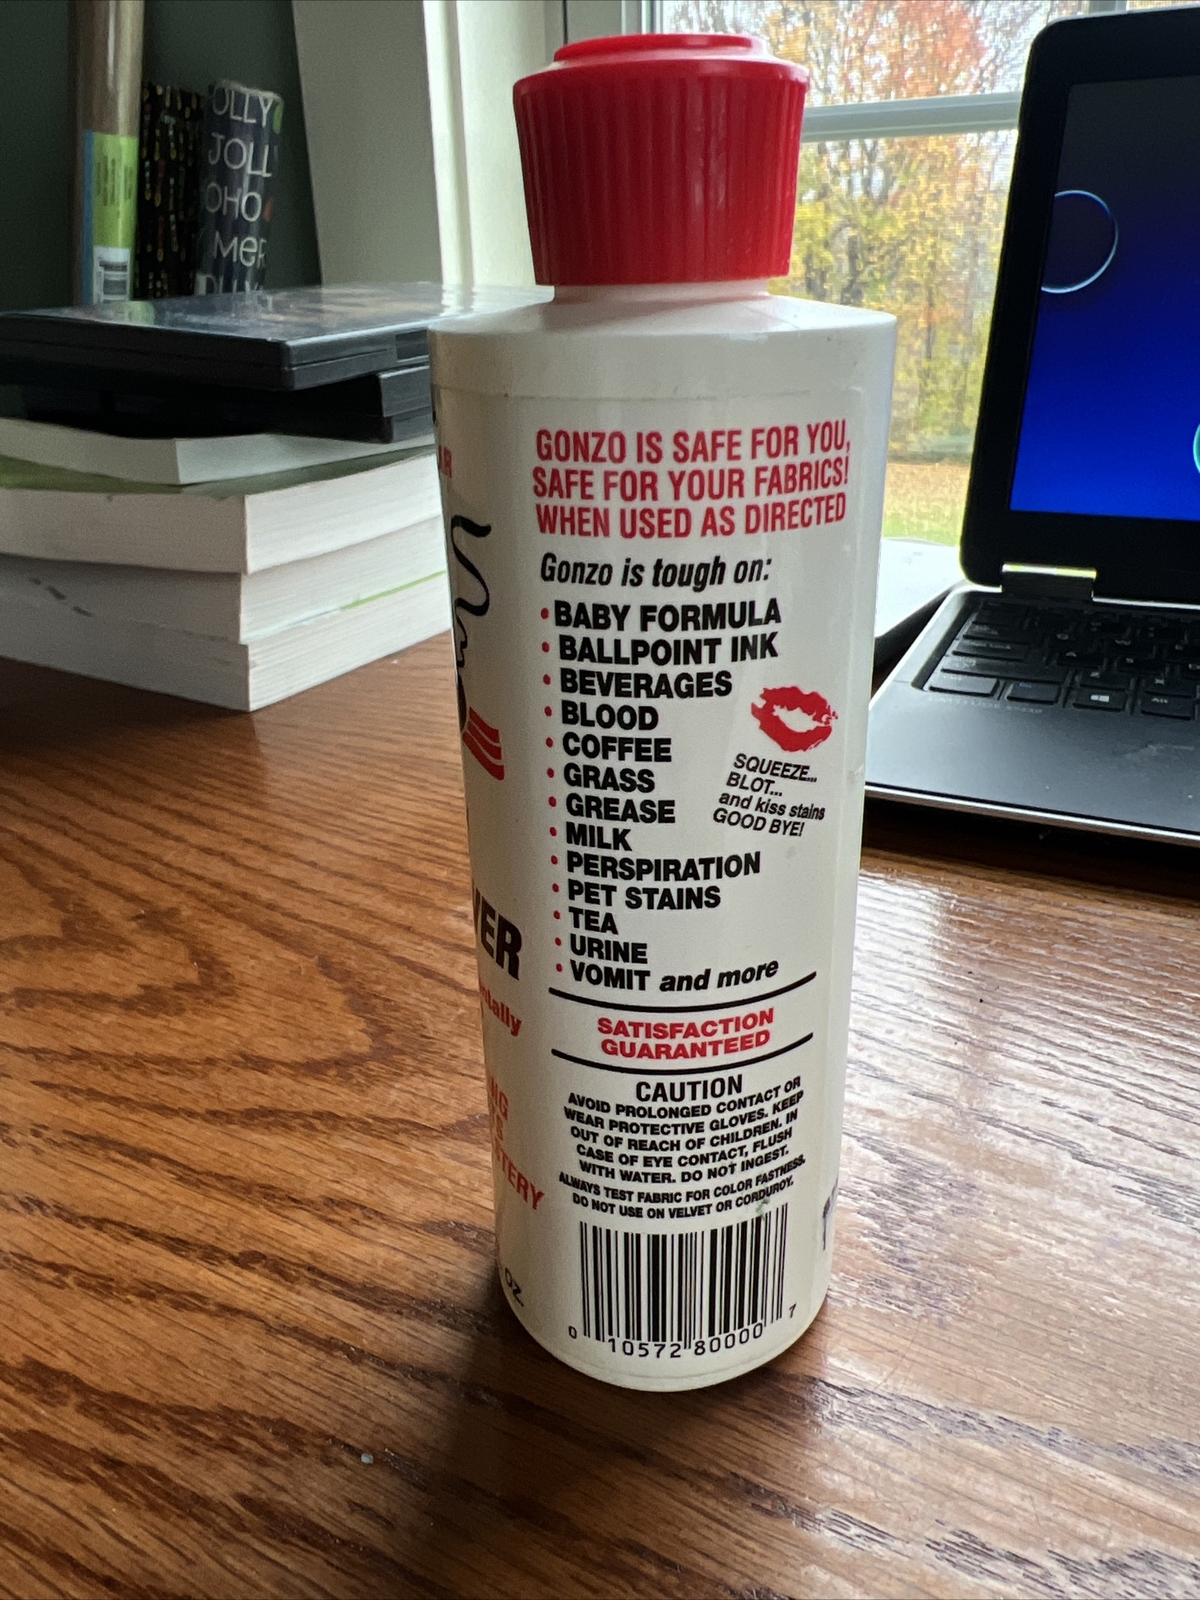 OLLY
JOLL
OHO
MER
GONZO IS SAFE FOR YOU,
SAFE FOR YOUR FABRICS!
WHEN USED AS DIRECTED
Gonzo is tough on:
• BABY FORMULA
• BALLPOINT INK
• BEVERAGES
• BLOOD
• COFFEE
• GRASS
• GREASE
• MILK
• PERSPIRATION
• PET STAINS
• TEA
• URINE
• VOMIT and more
SQUEEZE...
BLOT...
and kiss stains
GOOD BYE!
SATISFACTION
GUARANTEED
CAUTION
AVOID PROLONGED CONTACT OR
WEAR PROTECTIVE GLOVES. KEEP
OUT OF REACH OF CHILDREN. IN
CASE OF EYE CONTACT, FLUSH
WITH WATER. DO NOT INGEST.
ALWAYS TEST FABRIC FOR COLOR FASTNESS.
DO NOT USE ON VELVET OR CORDUROY.
0 10572 80000 7
VER
OZ.